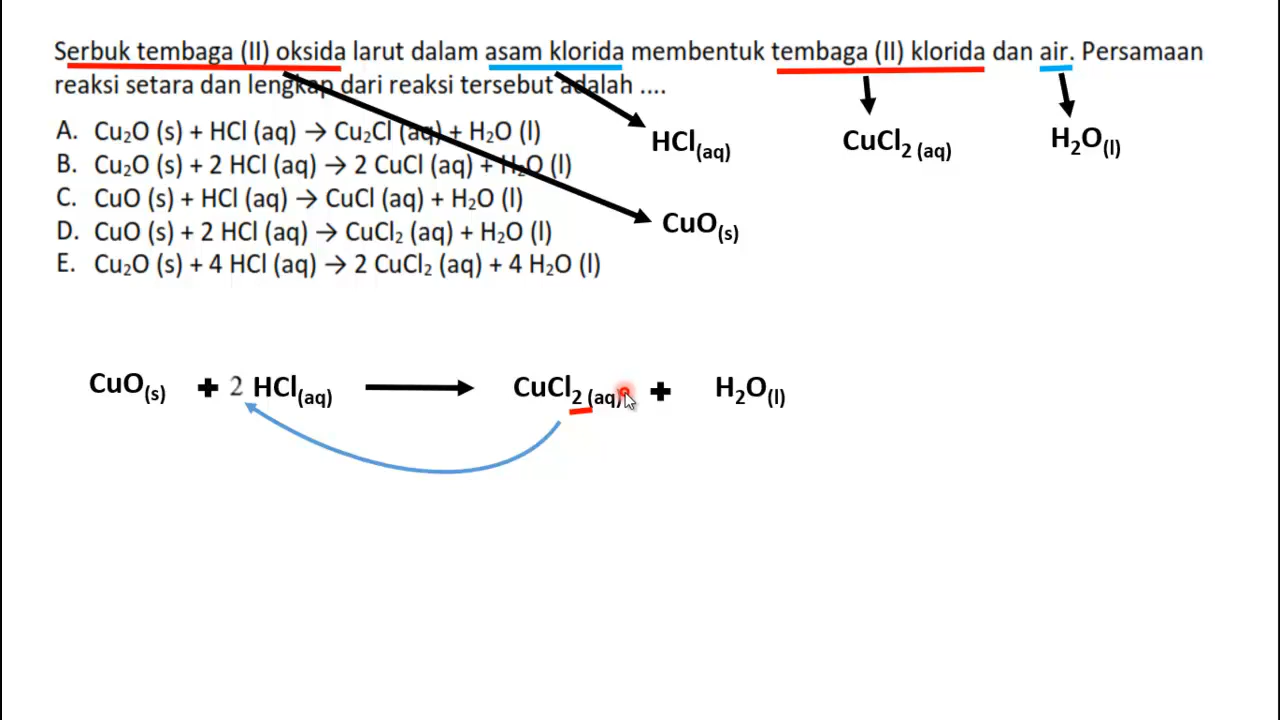 Serbuk tembaga (II) oksida larut dalam asam klorida membentuk tembaga (II) klorida dan air. Persamaan
reaksi setara dan lengkap dari reaksi tersebut adalah ....
A. Cu₂O (s) + HCl (aq) → Cu₂Cl (aq) + H₂O (l)
B. Cu₂O (s) + 2 HCl (aq) → 2 CuCl (aq) + H₂O (l)
C. CuO (s) + HCl (aq) → CuCl (aq) + H₂O (l)
D. CuO (s) + 2 HCl (aq) → CuCl₂ (aq) + H₂O (l)
E. Cu₂O (s) + 4 HCl (aq) → 2 CuCl₂ (aq) + 4 H₂O (l)
HCl(aq) CuCl₂ (aq) H₂O(l)
CuO(s)
CuO(s) + 2 HCl(aq) → CuCl₂ (aq) + H₂O(l)